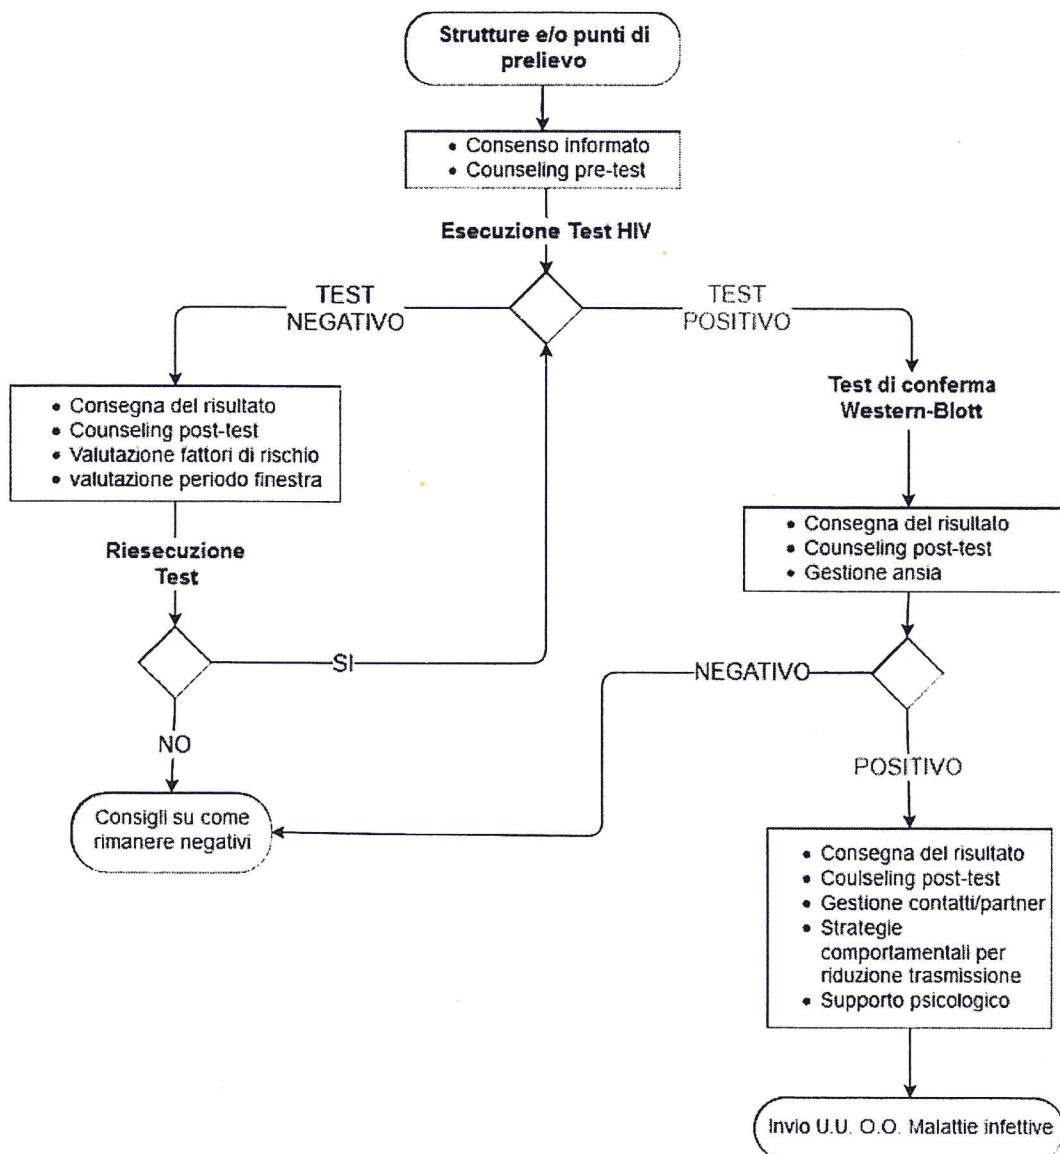 Strutture e/o punti di
prelievo
• Consenso informato
• Counseling pre-test
Esecuzione Test HIV
TEST
NEGATIVO
TEST
POSITIVO
• Consegna del risultato
• Counseling post-test
• Valutazione fattori di rischio
• valutazione periodo finestra
Test di conferma
Western-Blott
Riesecuzione
Test
• Consegna del risultato
• Counseling post-test
• Gestione ansia
SI
NEGATIVO
NO
POSITIVO
Consigli su come
rimanere negativi
• Consegna del risultato
• Coulseling post-test
• Gestione contatti/partner
• Strategie
comportamentali per
riduzione trasmissione
• Supporto psicologico
Invio U.U. O.O. Malattie infettive